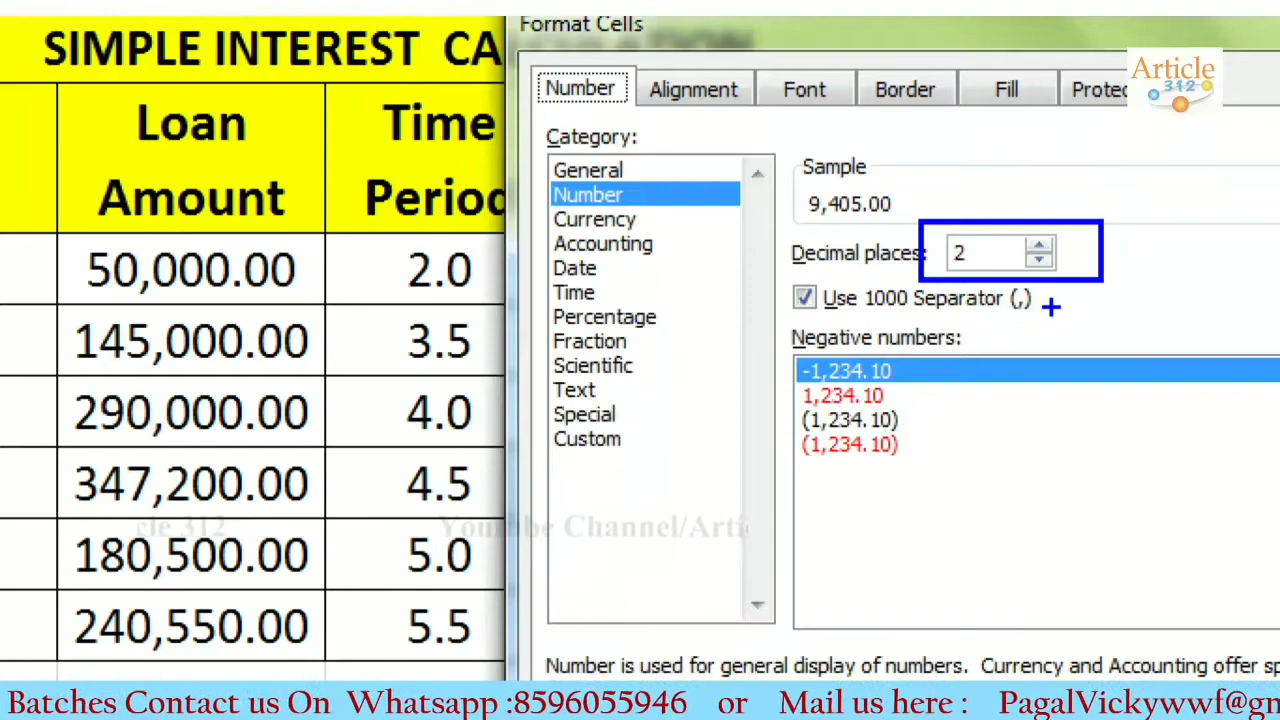 Format Cells
SIMPLE INTEREST CA
Loan Amount
Time Period
50,000.00 2.0
145,000.00 3.5
290,000.00 4.0
347,200.00 4.5
180,500.00 5.0
240,550.00 5.5
Number Alignment Font Border Fill Protec
Article
312
Category:
General
Number
Currency
Accounting
Date
Time
Percentage
Fraction
Scientific
Text
Special
Custom
Sample
9,405.00
Decimal places: 2
Use 1000 Separator (,)
Negative numbers:
-1,234.10
1,234.10
(1,234.10)
(1,234.10)
cle 312
Channel/Arti
Number is used for general display of numbers. Currency and Accounting offer sp
Batches Contact us On Whatsapp :8596055946 or Mail us here : PagalVickywwf@gm